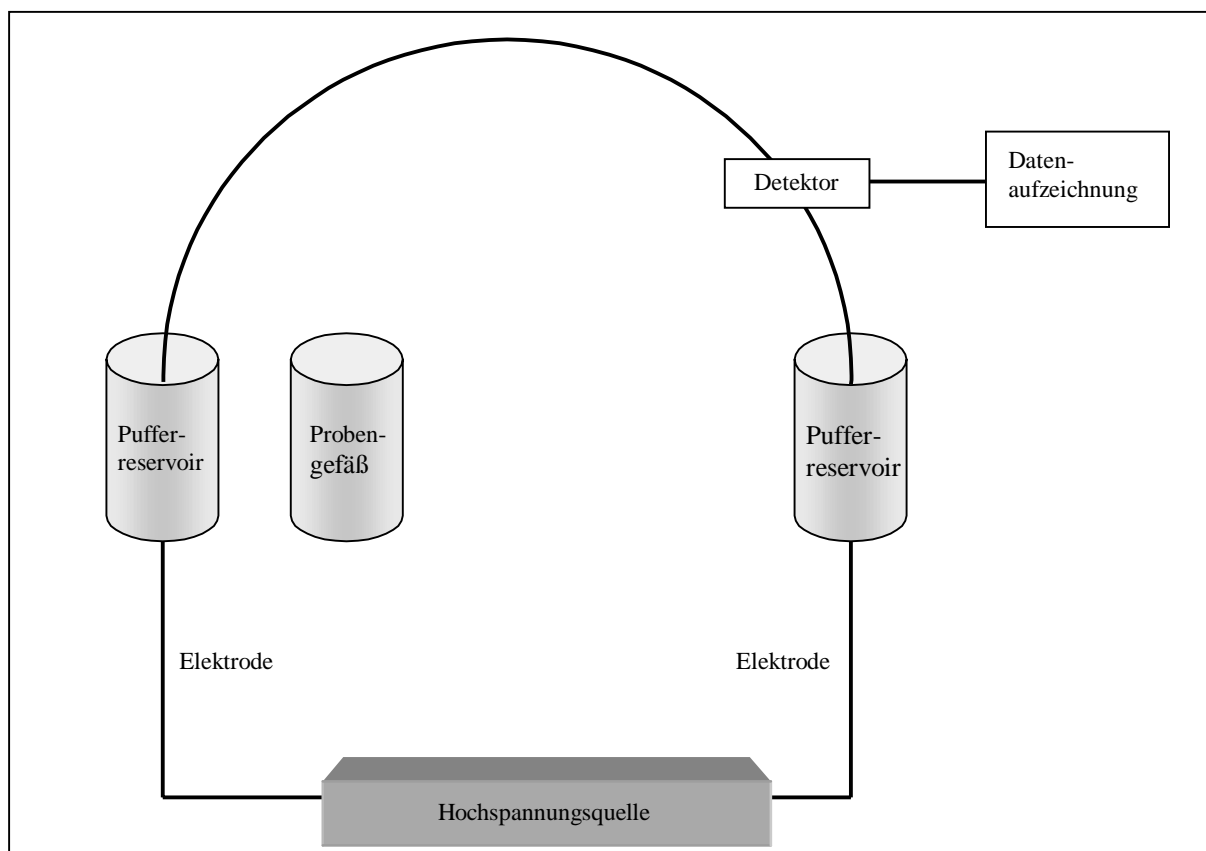 Detektor
Daten-
aufzeichnung
Puffer-
reservoir
Proben-
gefäß
Puffer-
reservoir
Elektrode
Elektrode
Hochspannungsquelle